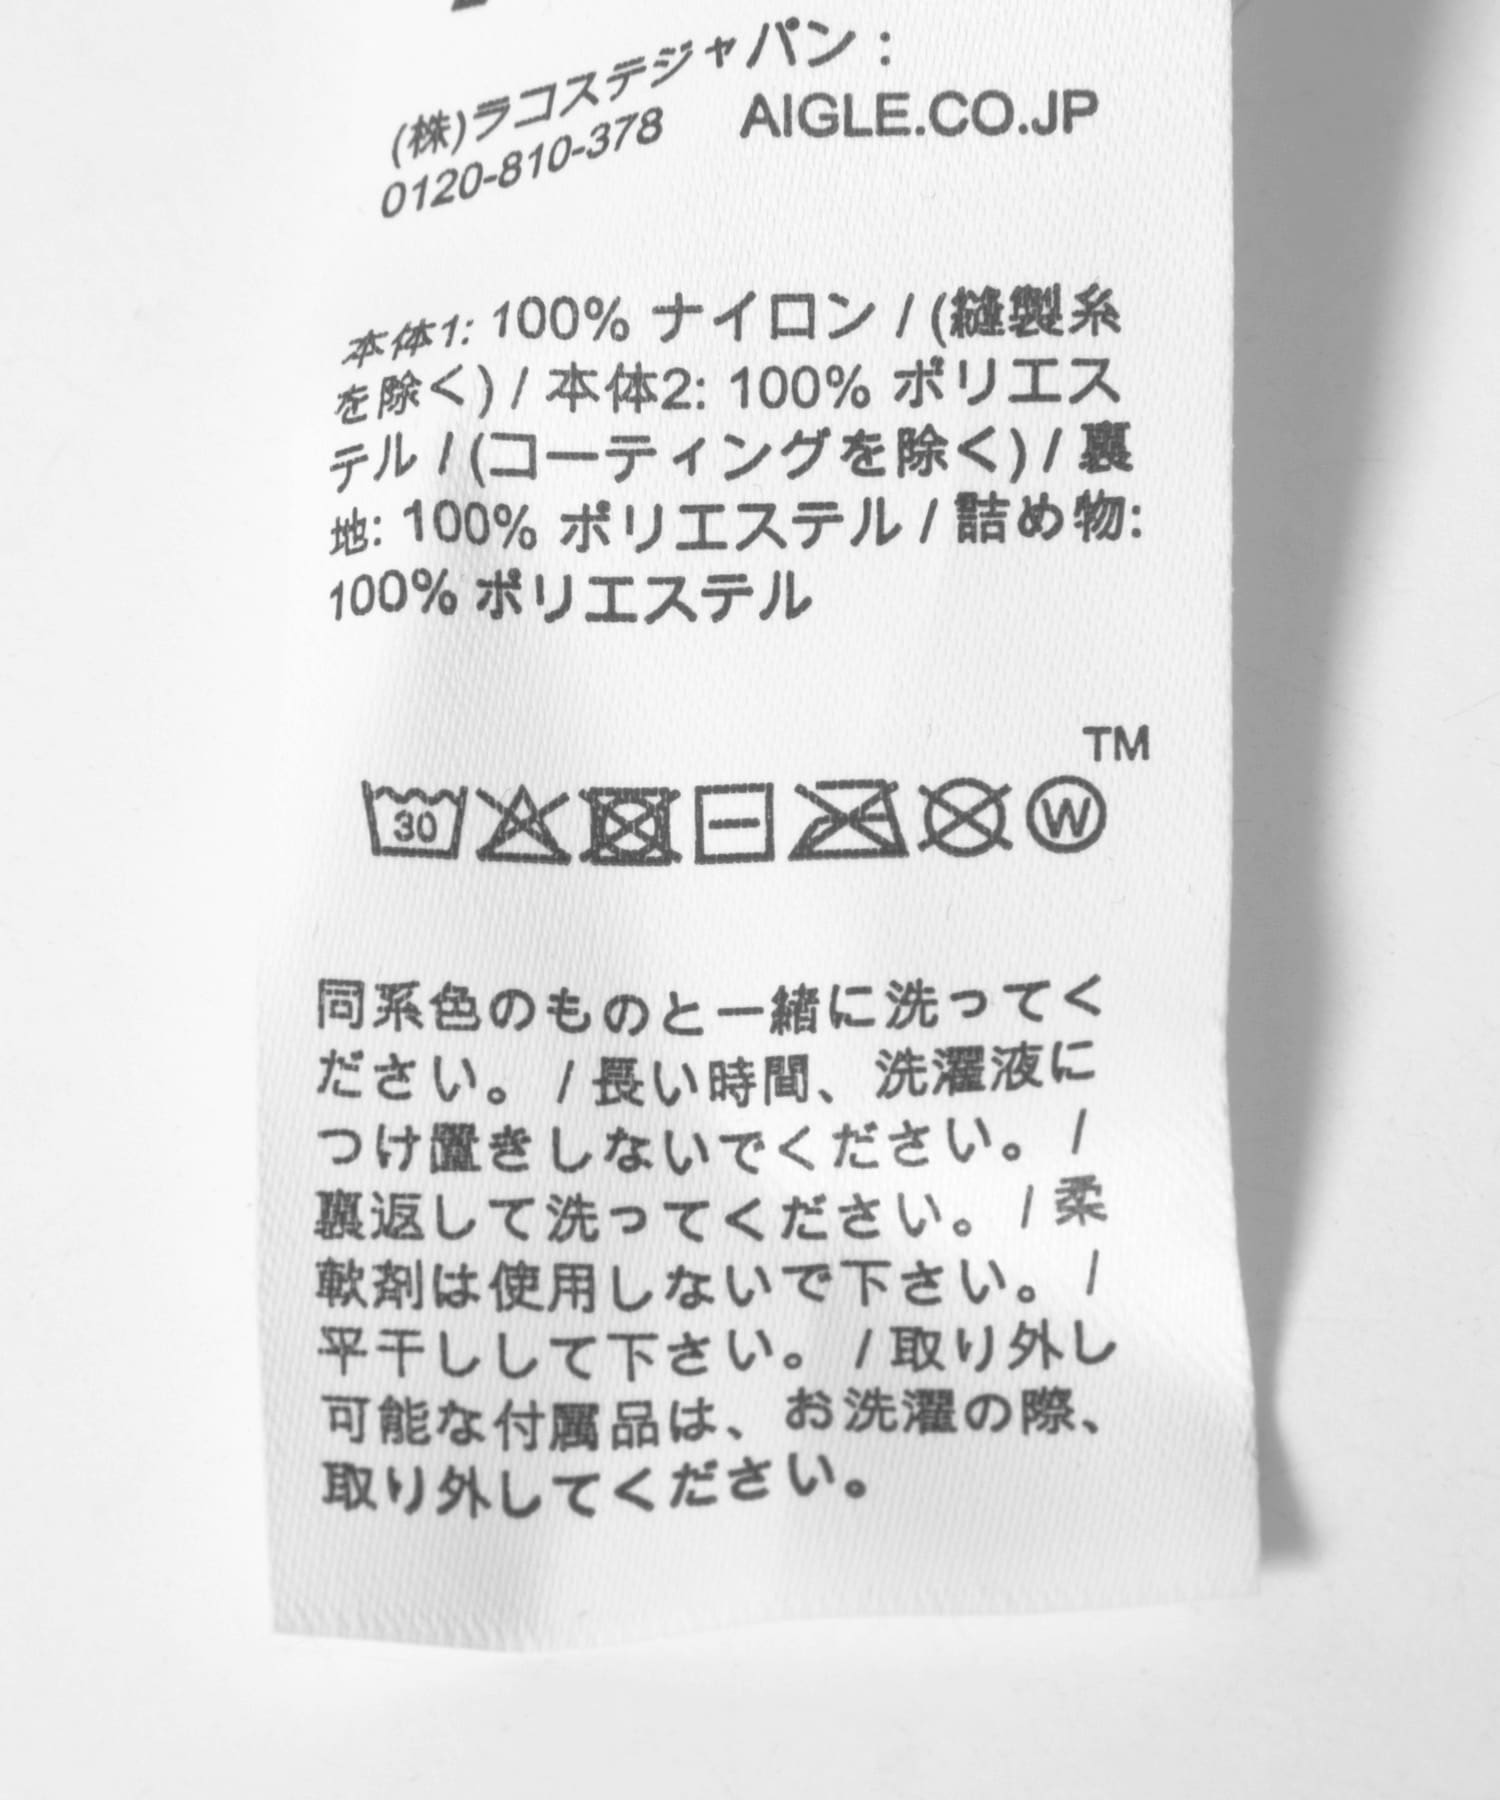 (株)ラコステジャパン :
0120-810-378 AIGLE.CO.JP
本体1: 100% ナイロン / (縫製糸
を除く) / 本体2: 100% ポリエス
テル / (コーティングを除く) / 裏
地: 100% ポリエステル / 詰め物:
100% ポリエステル
TM
30 W
同系色のものと一緒に洗ってく
ださい。 / 長い時間、洗濯液に
つけ置きしないでください。 /
裏返して洗ってください。 / 柔
軟剤は使用しないで下さい。 /
平干しして下さい。 / 取り外し
可能な付属品は、お洗濯の際、
取り外してください。